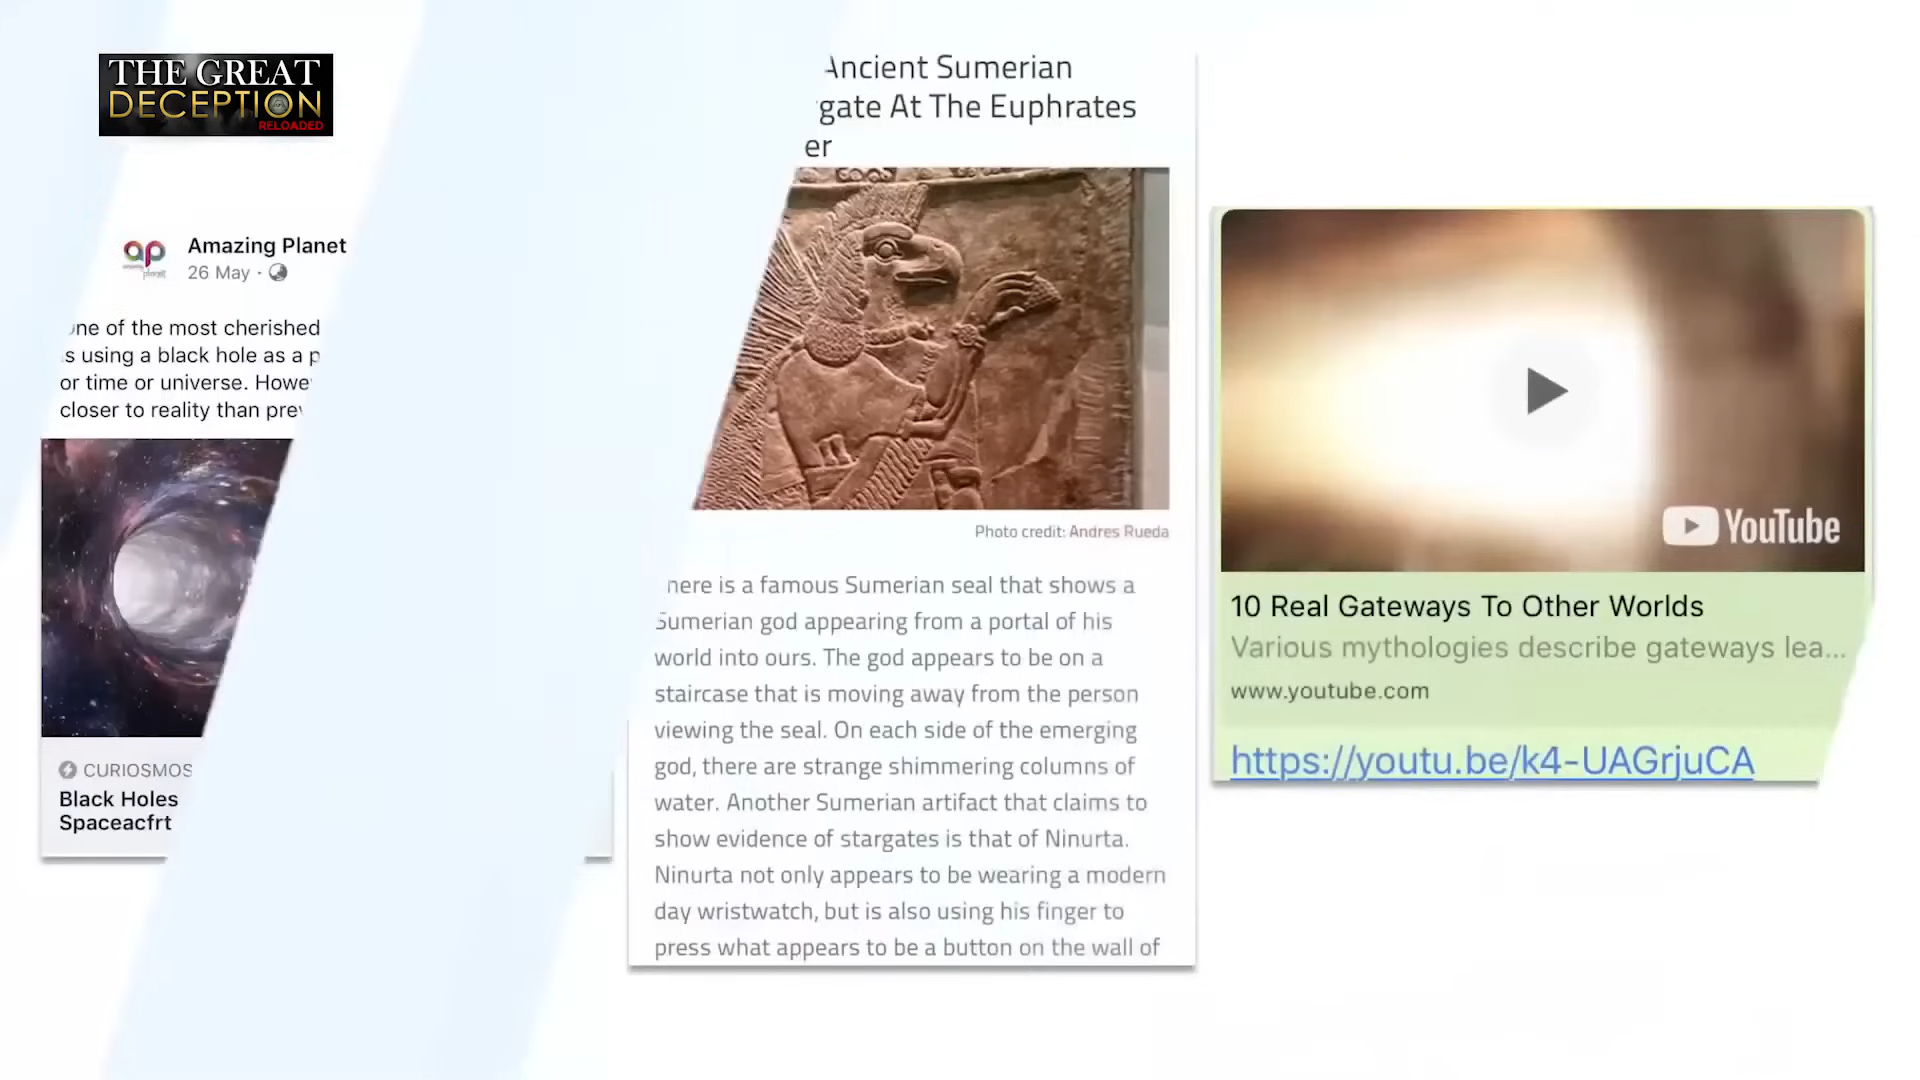 THE GREAT
DECEPTION
RELOADED
Amazing Planet
26 May ·
of the most cherished
using a black hole as a
or time or universe.
closer to reality than
CURIOSMOS
Black Holes
Spaceacfrt
Ancient Sumerian
gate At The Euphrates
er
Photo credit: Andres Rueda
here is a famous Sumerian seal that shows a
Sumerian god appearing from a portal of his
world into ours. The god appears to be on a
staircase that is moving away from the person
viewing the seal. On each side of the emerging
god, there are strange shimmering columns of
water. Another Sumerian artifact that claims to
show evidence of stargates is that of Ninurta.
Ninurta not only appears to be wearing a modern
day wristwatch, but is also using his finger to
press what appears to be a button on the wall of
YouTube
10 Real Gateways To Other Worlds
Various mythologies describe gateways lea...
www.youtube.com
https://youtu.be/k4-UAGrjuCA